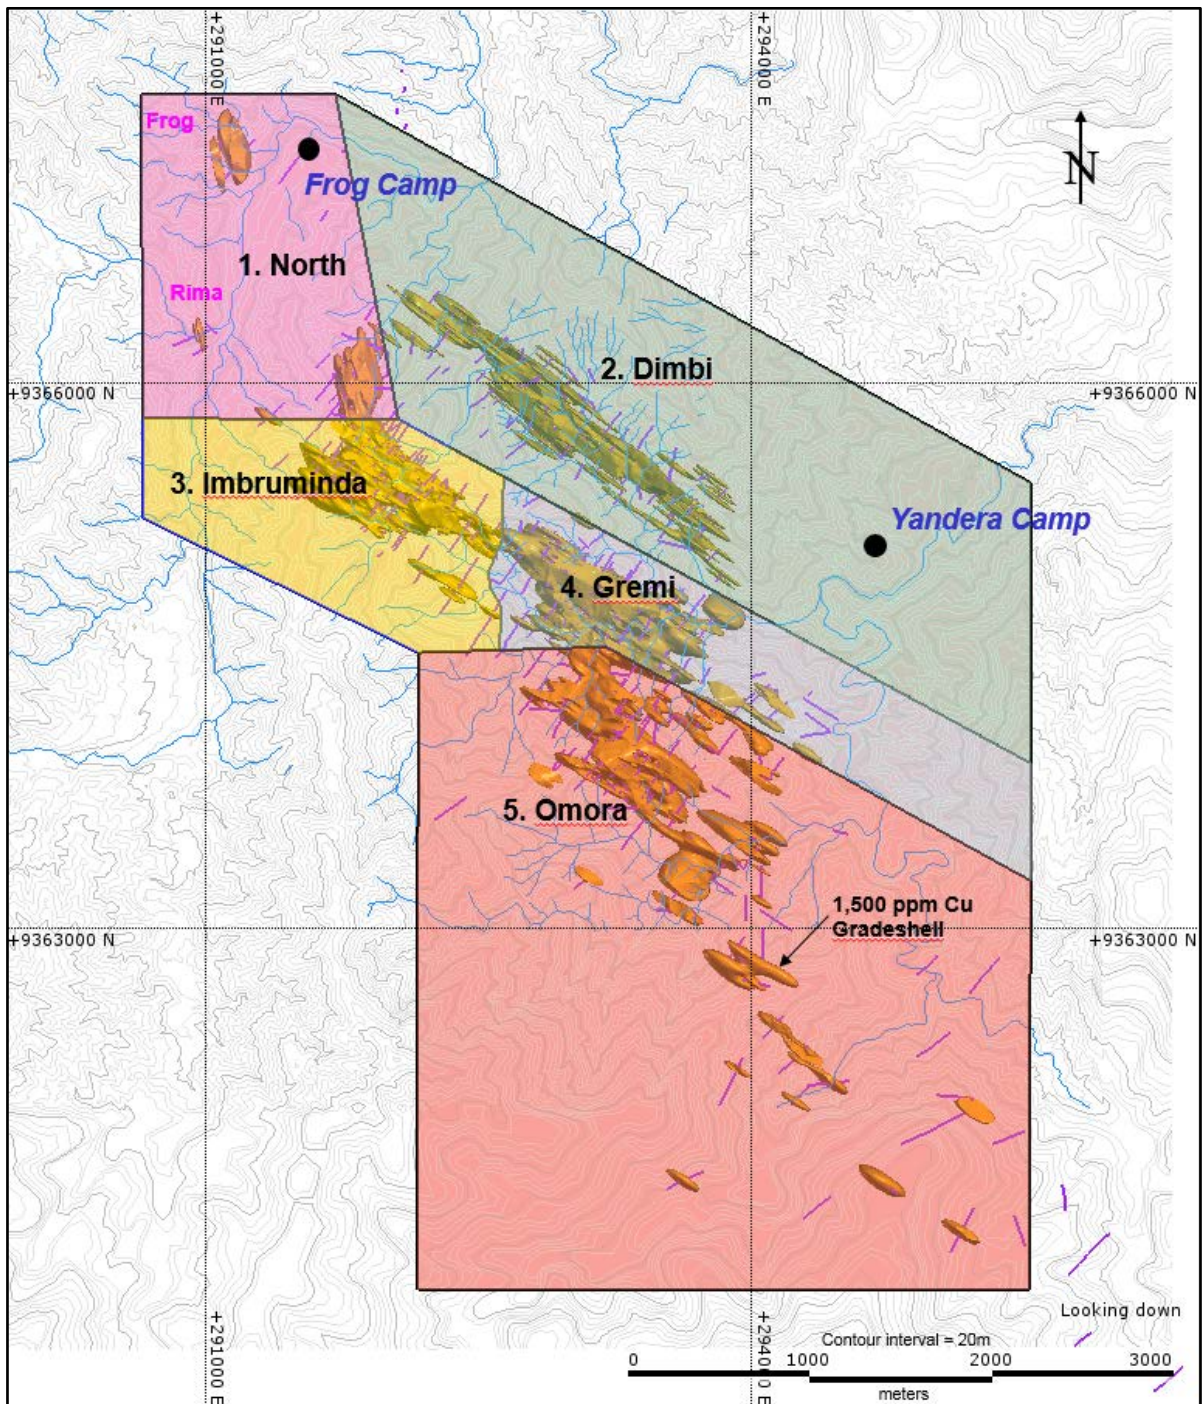 +291000 E
+294000 E
Frog
Frog Camp
N
1. North
Rima
2. Dimbi
+9366000 N
+9366000 N
3. Imbruminda
Yandera Camp
4. Gremi
5. Omora
1,500 ppm Cu
Gradeshell
+9363000 N
+9363000 N
+291000 E
+294000 E
Looking down
Contour interval = 20m
0 1000 2000 3000
meters